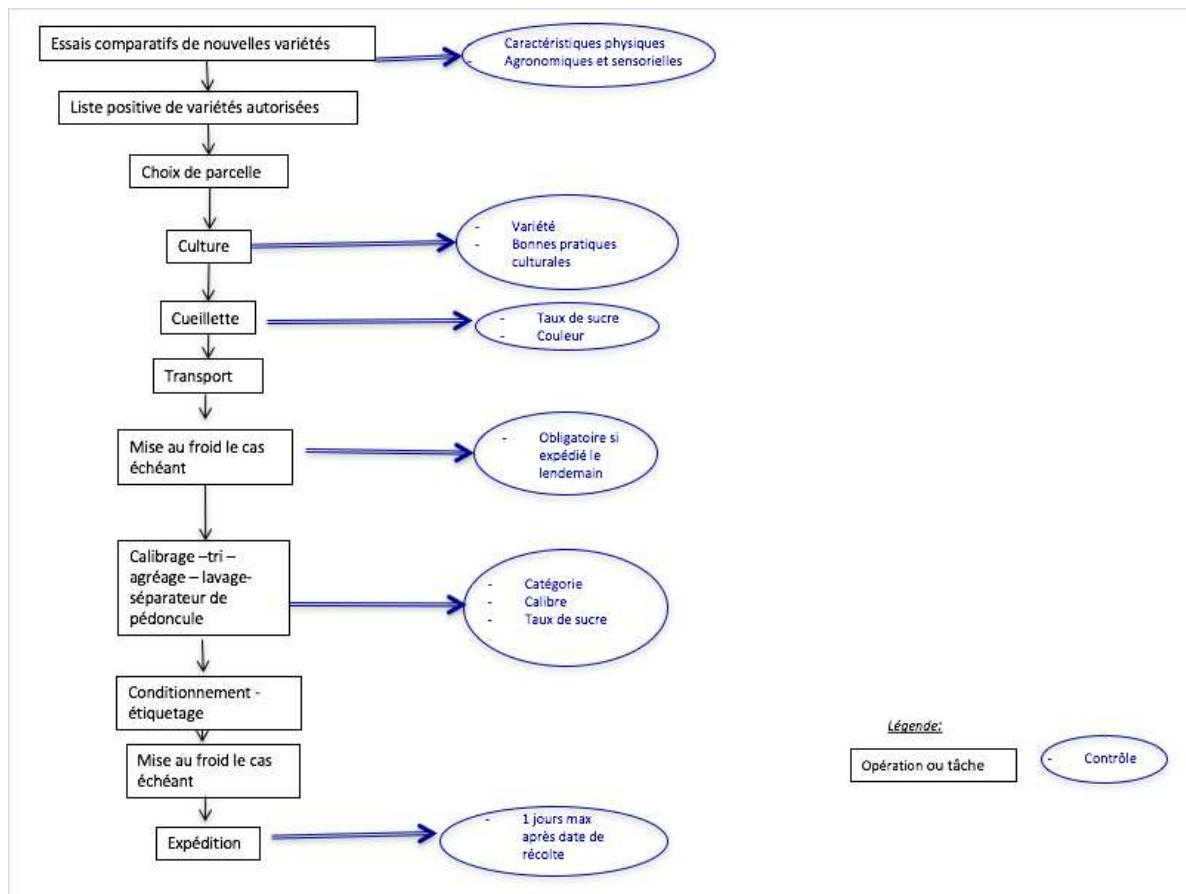 Essais comparatifs de nouvelles variétés
- Caractéristiques physiques
- Agronomiques et sensorielles
Liste positive de variétés autorisées
Choix de parcelle
Culture
- Variété
- Bonnes pratiques
culturales
Cueillette
- Taux de sucre
- Couleur
Transport
Mise au froid le cas
échéant
- Obligatoire si
expédié le
lendemain
Calibrage –tri –
agréage – lavage-
séparateur de
pédoncule
- Catégorie
- Calibre
- Taux de sucre
Conditionnement -
étiquetage
Mise au froid le cas
échéant
Expédition
- 1 jours max
après date de
récolte
Légende:
Opération ou tâche
- Contrôle